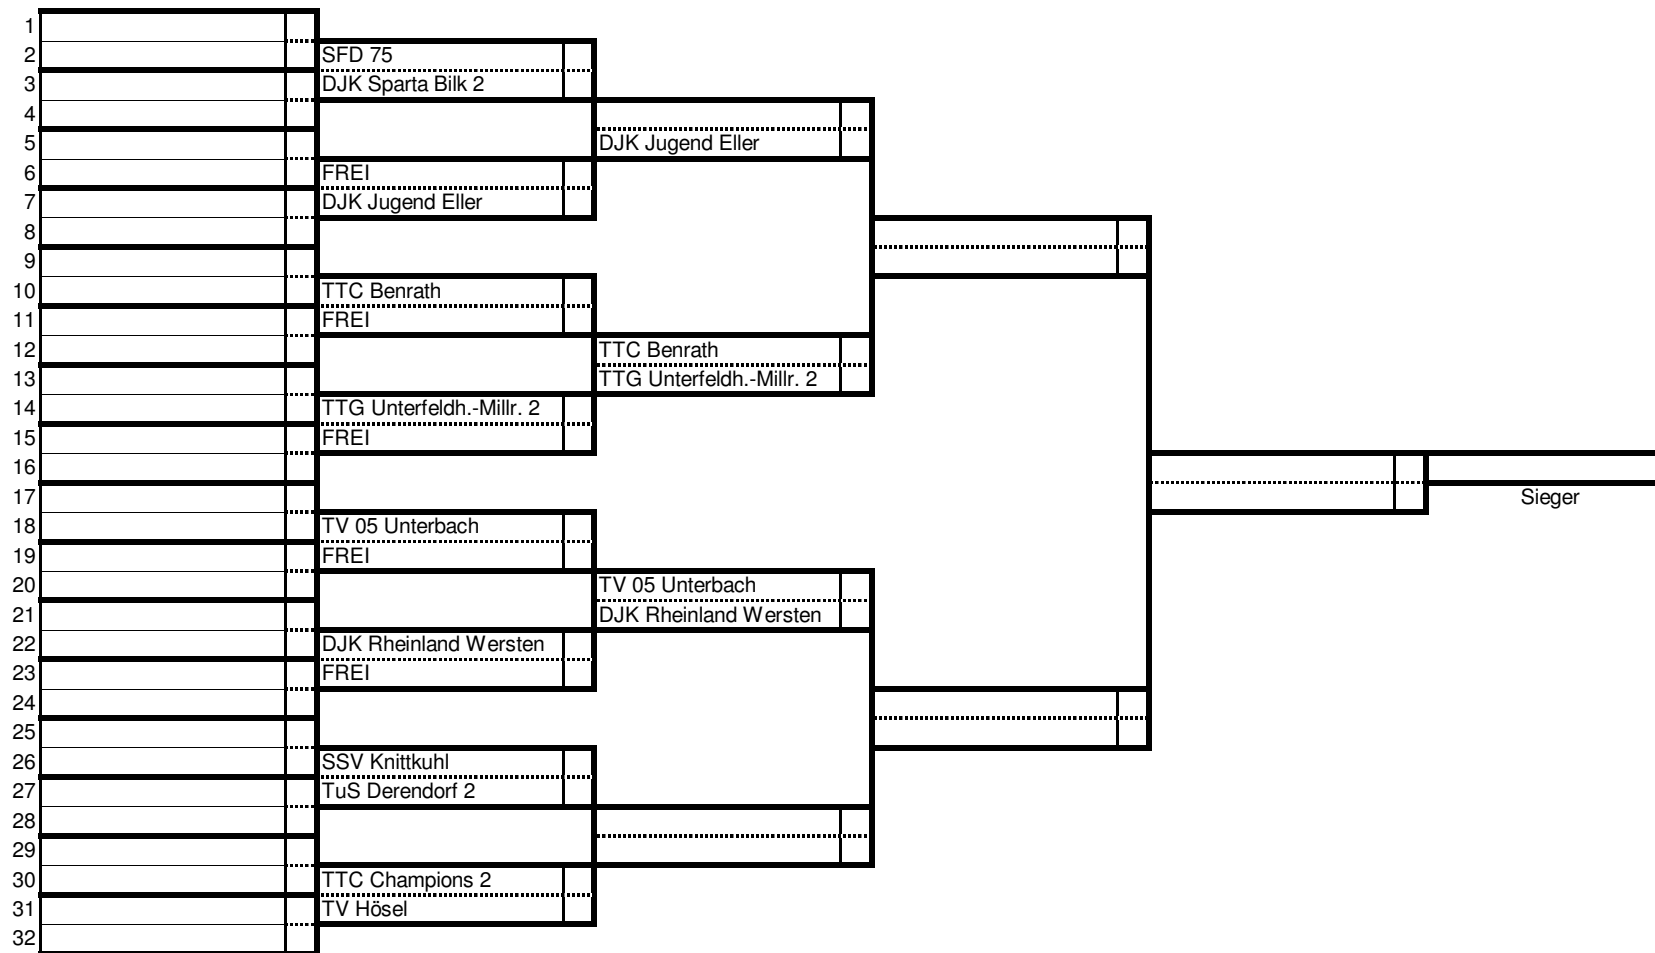 1
2
3
4
5
6
7
8
9
10
11
12
13
14
15
16
17
18
19
20
21
22
23
24
25
26
27
28
29
30
31
32
SFD 75
DJK Sparta Bilk 2
FREI
DJK Jugend Eller
TTC Benrath
FREI
TTG Unterfeldh.-Millr. 2
FREI
TV 05 Unterbach
FREI
DJK Rheinland Wersten
FREI
SSV Knittkuhl
TuS Derendorf 2
TTC Champions 2
TV Hösel
DJK Jugend Eller
TTC Benrath
TTG Unterfeldh.-Millr. 2
TV 05 Unterbach
DJK Rheinland Wersten
Sieger